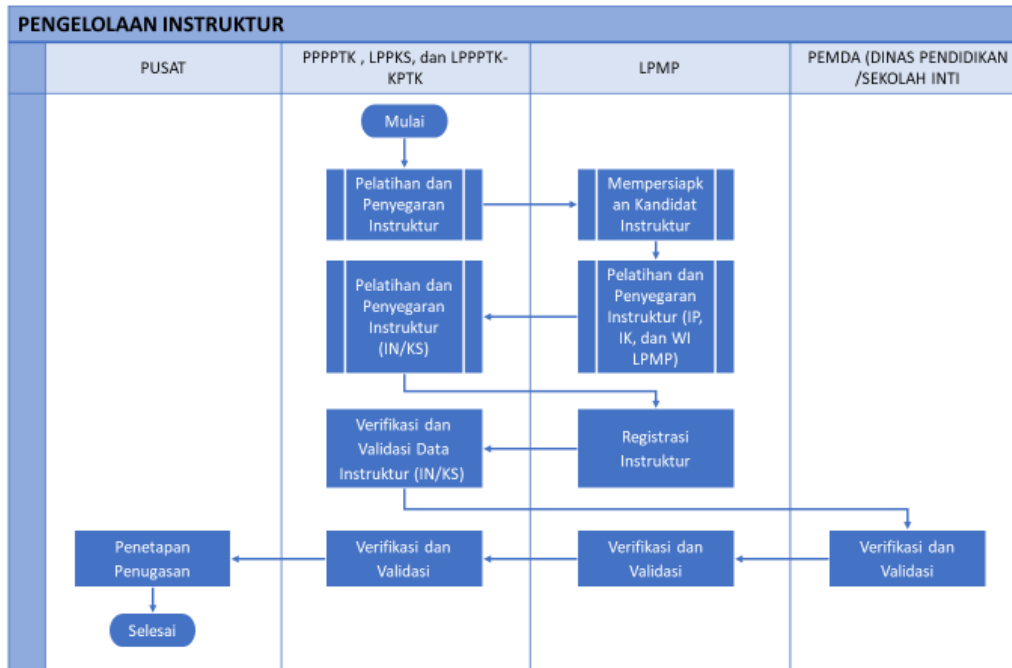 PENGELOLAAN INSTRUKTUR
PUSAT
PPPPTK , LPPKS, dan LPPPTK-
KPTK
LPMP
PEMDA (DINAS PENDIDIKAN
/SEKOLAH INTI
Mulai
Pelatihan dan
Penyegaran
Instruktur
Mempersiapk
an Kandidat
Instruktur
Pelatihan dan
Penyegaran
Instruktur
(IN/KS)
Pelatihan dan
Penyegaran
Instruktur (IP,
IK, dan WI
LPMP)
Verifikasi dan
Validasi Data
Instruktur (IN/KS)
Registrasi
Instruktur
Penetapan
Penugasan
Verifikasi dan
Validasi
Verifikasi dan
Validasi
Verifikasi dan
Validasi
Selesai